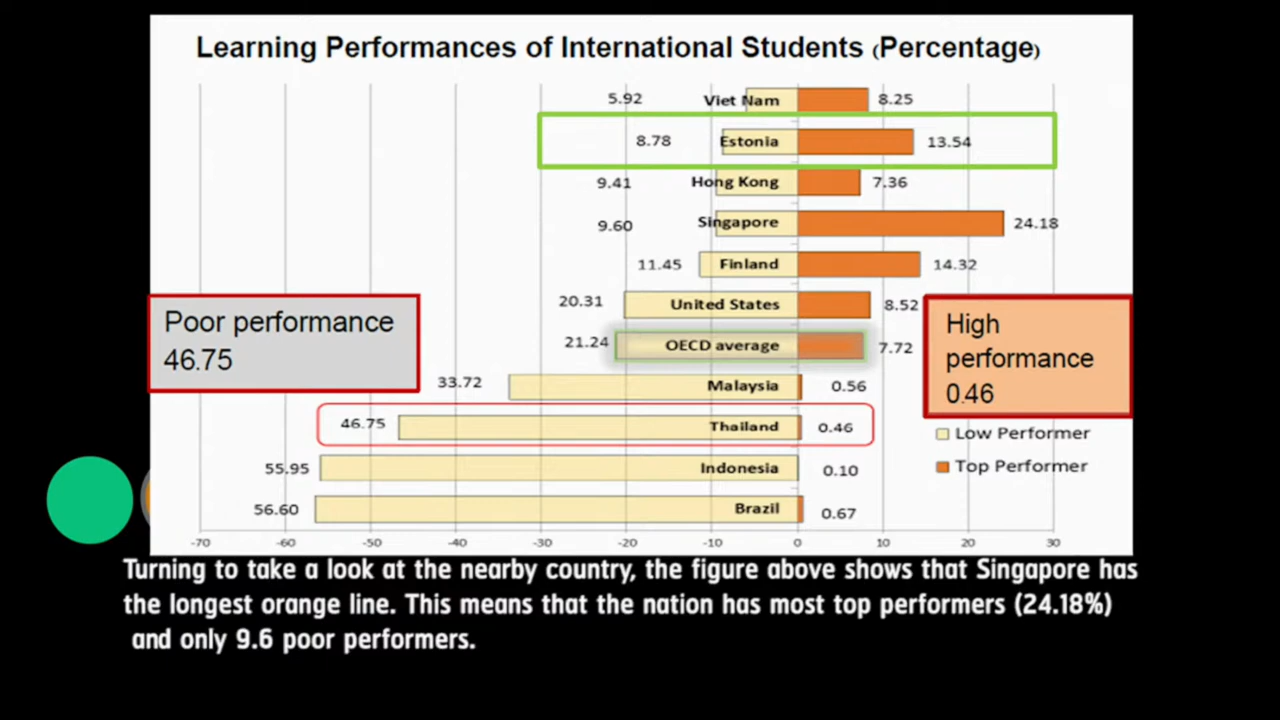 Learning Performances of International Students (Percentage)
5.92 Viet Nam 8.25
8.78 Estonia 13.54
9.41 Hong Kong 7.36
9.60 Singapore 24.18
11.45 Finland 14.32
20.31 United States 8.52
21.24 OECD average 7.72
33.72 Malaysia 0.56
46.75 Thailand 0.46
55.95 Indonesia 0.10
56.60 Brazil 0.67
-70 -60 -50 -40 -30 -20 -10 0 10 20 30
Poor performance
46.75
High
performance
0.46
Low Performer
Top Performer
Turning to take a look at the nearby country, the figure above shows that Singapore has
the longest orange line. This means that the nation has most top performers (24.18%)
and only 9.6 poor performers.